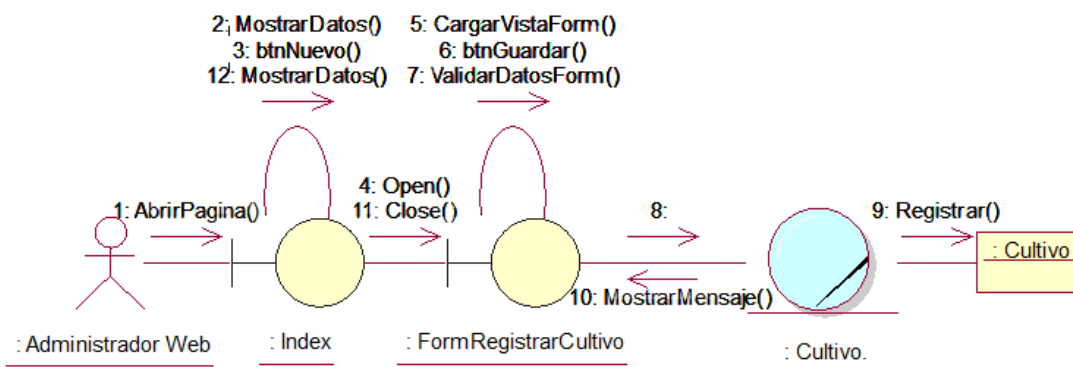 2: MostrarDatos()
3: btnNuevo()
12: MostrarDatos()
5: CargarVistaForm()
6: btnGuardar()
7: ValidarDatosForm()
1: AbrirPagina()
4: Open()
11: Close()
8:
9: Registrar()
10: MostrarMensaje()
: Cultivo
: Administrador Web
: Index
: FormRegistrarCultivo
: Cultivo.